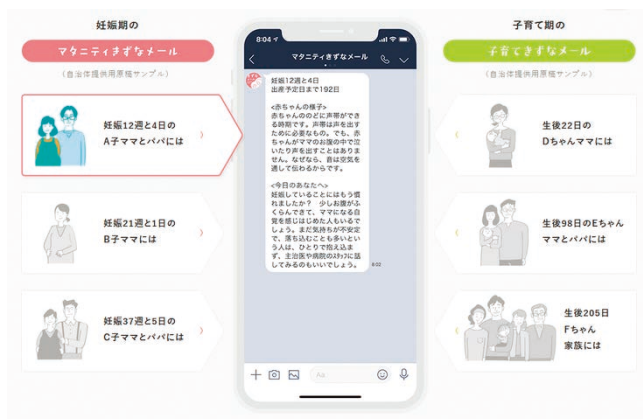 妊娠期の
マタニティきずなメール
(自治体提供用原稿サンプル)
妊娠12週と4日の
A子ママとパパには
妊娠21週と1日の
B子ママには
妊娠37週と5日の
C子ママとパパには
8:04
マタニティきずなメール
妊娠12週と4日
出産予定日まで192日
<赤ちゃんの様子>
赤ちゃんののどに声帯ができ
る時期です。声帯は声を出す
ために必要なもの。でも、赤
ちゃんがママのお腹の中で泣
いたり声を出すことはありま
せん。なぜなら、音は空気を
通して伝わるからです。
<今日のあなたへ>
妊娠していることにはもう慣
れましたか? 少しお腹がふ
くらんできて、ママになる自
覚を感じはじめた人もいるで
しょう。まだ気持ちが不安定
で、落ち込むことも多いとい
う人は、ひとりで抱え込ま
ず、主治医や病院のスタッフに話
してみるのもいいでしょう。
8:02
Aa
子育て期の
子育てきずなメール
(自治体提供用原稿サンプル)
生後22日の
Dちゃんママには
生後98日のEちゃん
ママとパパには
生後205日
Fちゃん
家族には